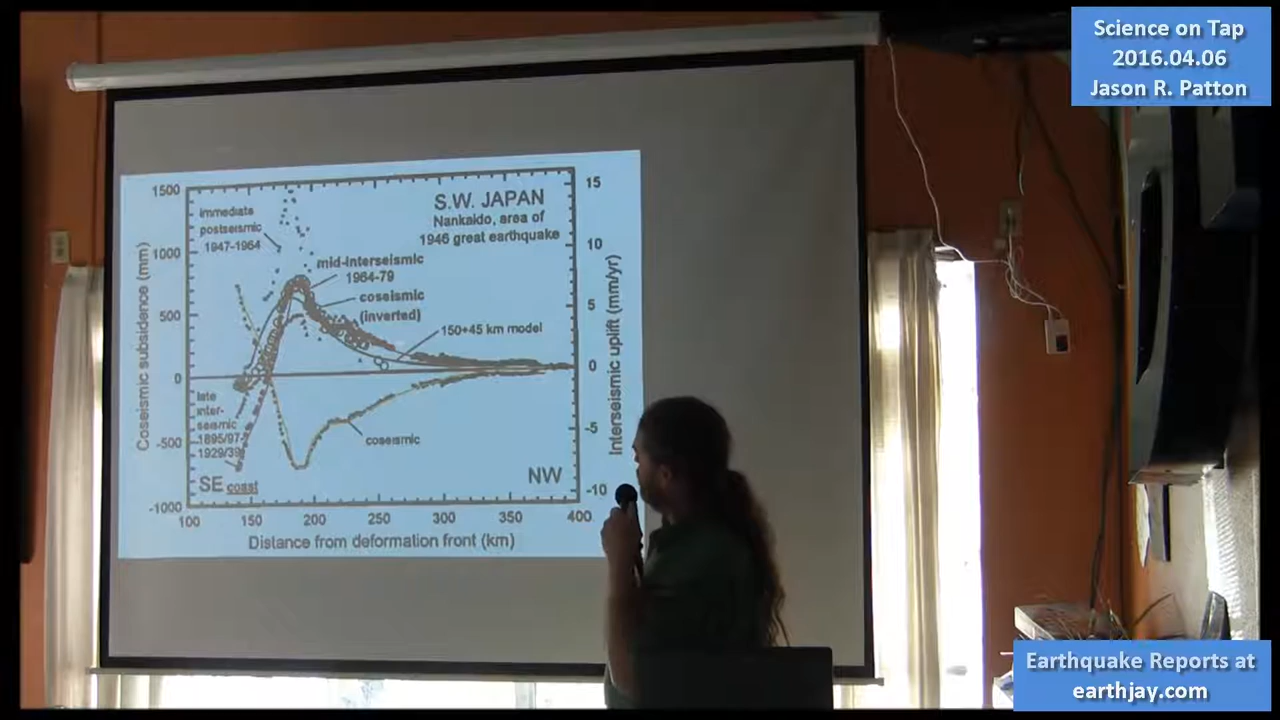 Science on Tap
2016.04.06
Jason R. Patton
S.W. JAPAN
Nankaido, area of
1946 great earthquake
immediate
postseismic
1947-1964
mid-interseismic
1964-79
coseismic
(inverted)
150+45 km model
late
inter-
seismic
1895/97-
1929/39
coseismic
SE coast
NW
1500
1000
500
0
-500
-1000
15
10
5
0
-5
-10
100
150
200
250
300
350
400
Coseismic subsidence (mm)
Interseismic uplift (mm/yr)
Distance from deformation front (km)
Earthquake Reports at
earthjay.com